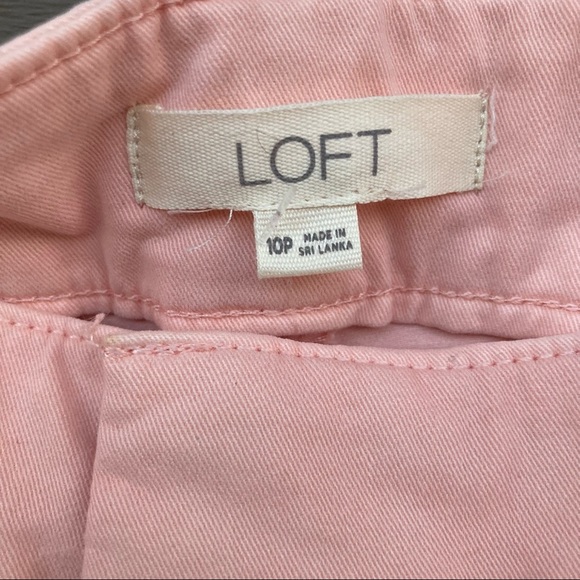 LOFT
10P
MADE IN
SRI LANKA